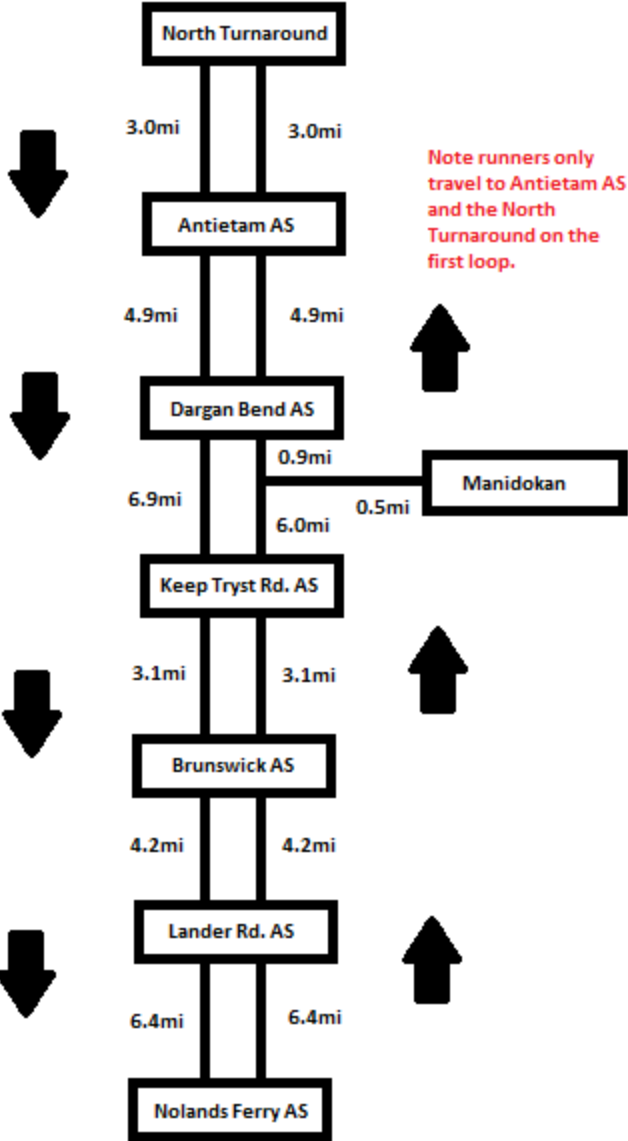 North Turnaround
3.0mi
3.0mi
Note runners only
travel to Antietam AS
and the North
Turnaround on the
first loop.
Antietam AS
4.9mi
4.9mi
Dargan Bend AS
0.9mi
Manidokan
6.9mi
0.5mi
6.0mi
Keep Tryst Rd. AS
3.1mi
3.1mi
Brunswick AS
4.2mi
4.2mi
Lander Rd. AS
6.4mi
6.4mi
Nolands Ferry AS